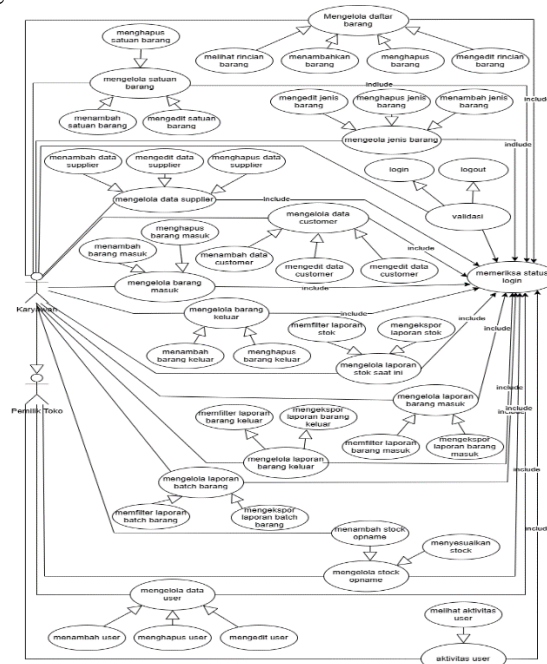 menghapus
satuan barang
Mengelola daftar
barang
melihat rincian
barang
menambahkan
barang
menghapus
barang
mengedit rincian
barang
mengelola satuan
barang
include
menambah
satuan barang
mengedit satuan
barang
mengedit jenis
barang
menghapus jenis
barang
menambah jenis
barang
mengeola jenis barang
include
menambah data
supplier
mengedit data
supplier
menghapus data
supplier
login
logout
mengelola data supplier
include
validasi
mengelola data
customer
include
menghapus
barang masuk
menambah
barang masuk
menambah data
customer
mengedit data
customer
mengedit data
customer
include
memeriksa status
login
mengelola barang
masuk
include
Karyawan
mengelola barang
keluar
include
memfilter laporan
stok
mengekspor
laporan stok
include
menambah
barang keluar
menghapus
barang keluar
mengelola laporan
stok saat ini
include
include
Pemilik Toko
mengelola laporan
barang masuk
include
include
memfilter laporan
barang keluar
mengekspor
laporan barang
keluar
memfilter laporan
barang masuk
mengekspor
laporan barang
masuk
mengelola laporan
barang keluar
include
mengelola laporan
batch barang
memfilter laporan
batch barang
mengekspor
laporan batch
barang
include
menambah stock
opname
menyesuaikan
stock
mengelola stock
opname
mengelola data
user
menambah user
menghapus user
mengedit user
melihat aktivitas
user
aktivitas user